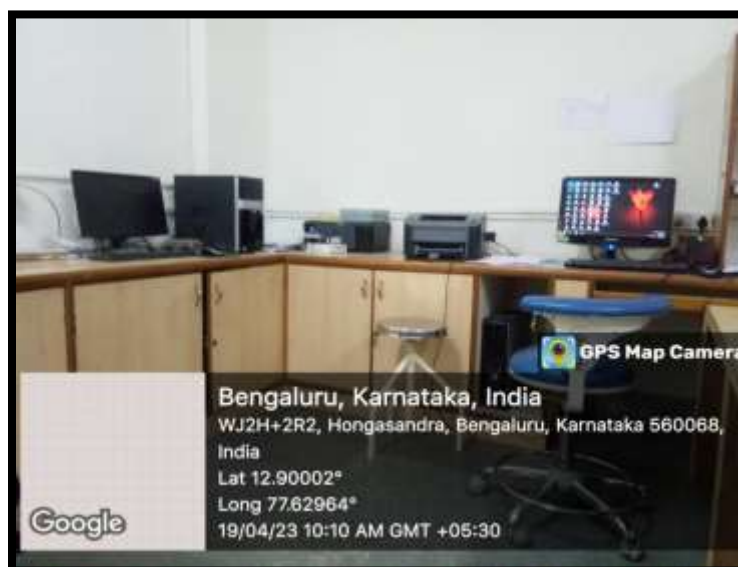 GPS Map Camera
Bengaluru, Karnataka, India
WJ2H+2R2, Hongasandra, Bengaluru, Karnataka 560068,
India
Lat 12.90002°
Long 77.62964°
19/04/23 10:10 AM GMT +05:30
Google